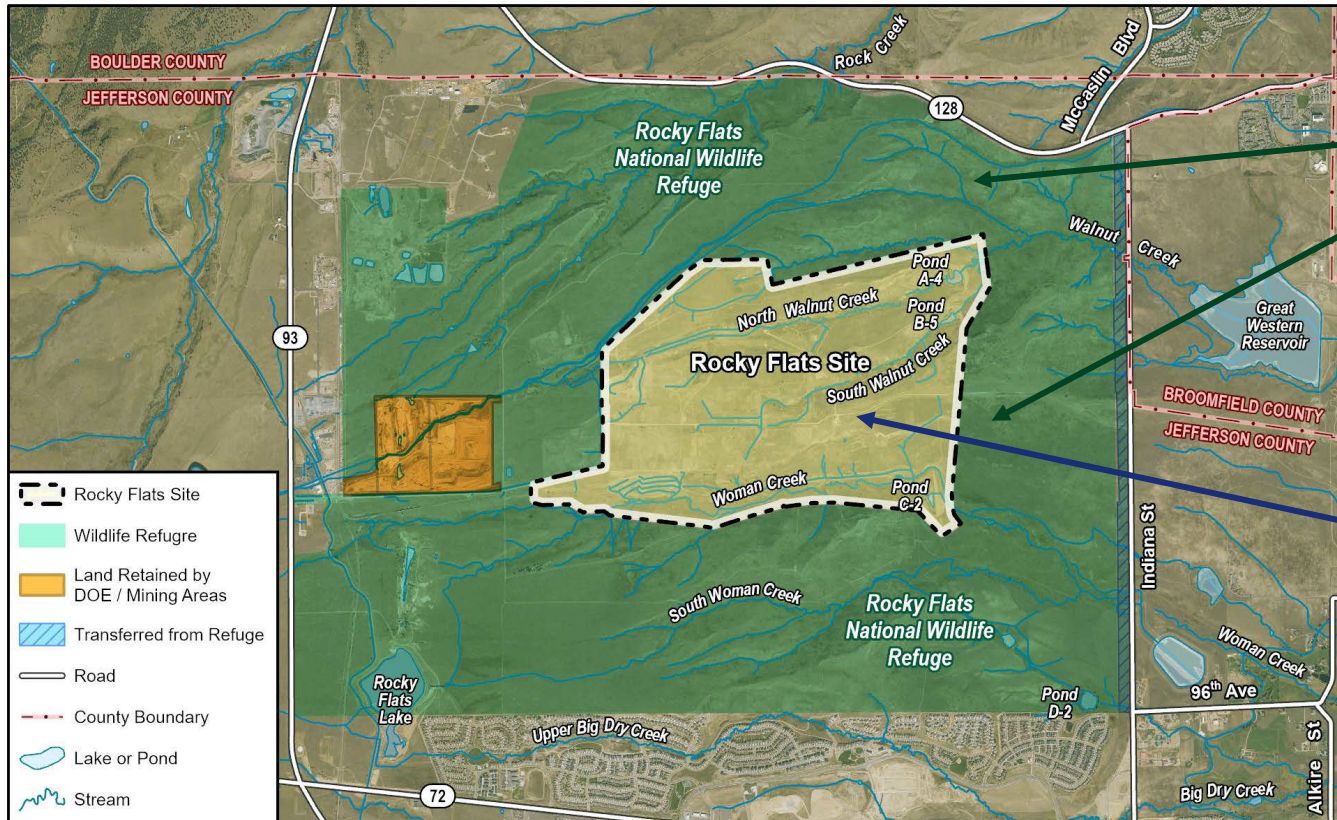 BOULDER COUNTY
JEFFERSON COUNTY
Rock Creek
McCaslin Blvd
128
Rocky Flats
National Wildlife
Refuge
Walnut Creek
Pond
A-4
North Walnut Creek
Pond
B-5
Great
Western
Reservoir
93
Rocky Flats Site
South Walnut Creek
BROOMFIELD COUNTY
JEFFERSON COUNTY
Woman Creek
Pond
C-2
Indiana St
South Woman Creek
Rocky Flats
National Wildlife
Refuge
Woman Creek
Rocky
Flats
Lake
Pond
D-2
96th Ave
Upper Big Dry Creek
72
Big Dry Creek
Alkire St
Rocky Flats Site
Wildlife Refugre
Land Retained by
DOE / Mining Areas
Transferred from Refuge
Road
County Boundary
Lake or Pond
Stream